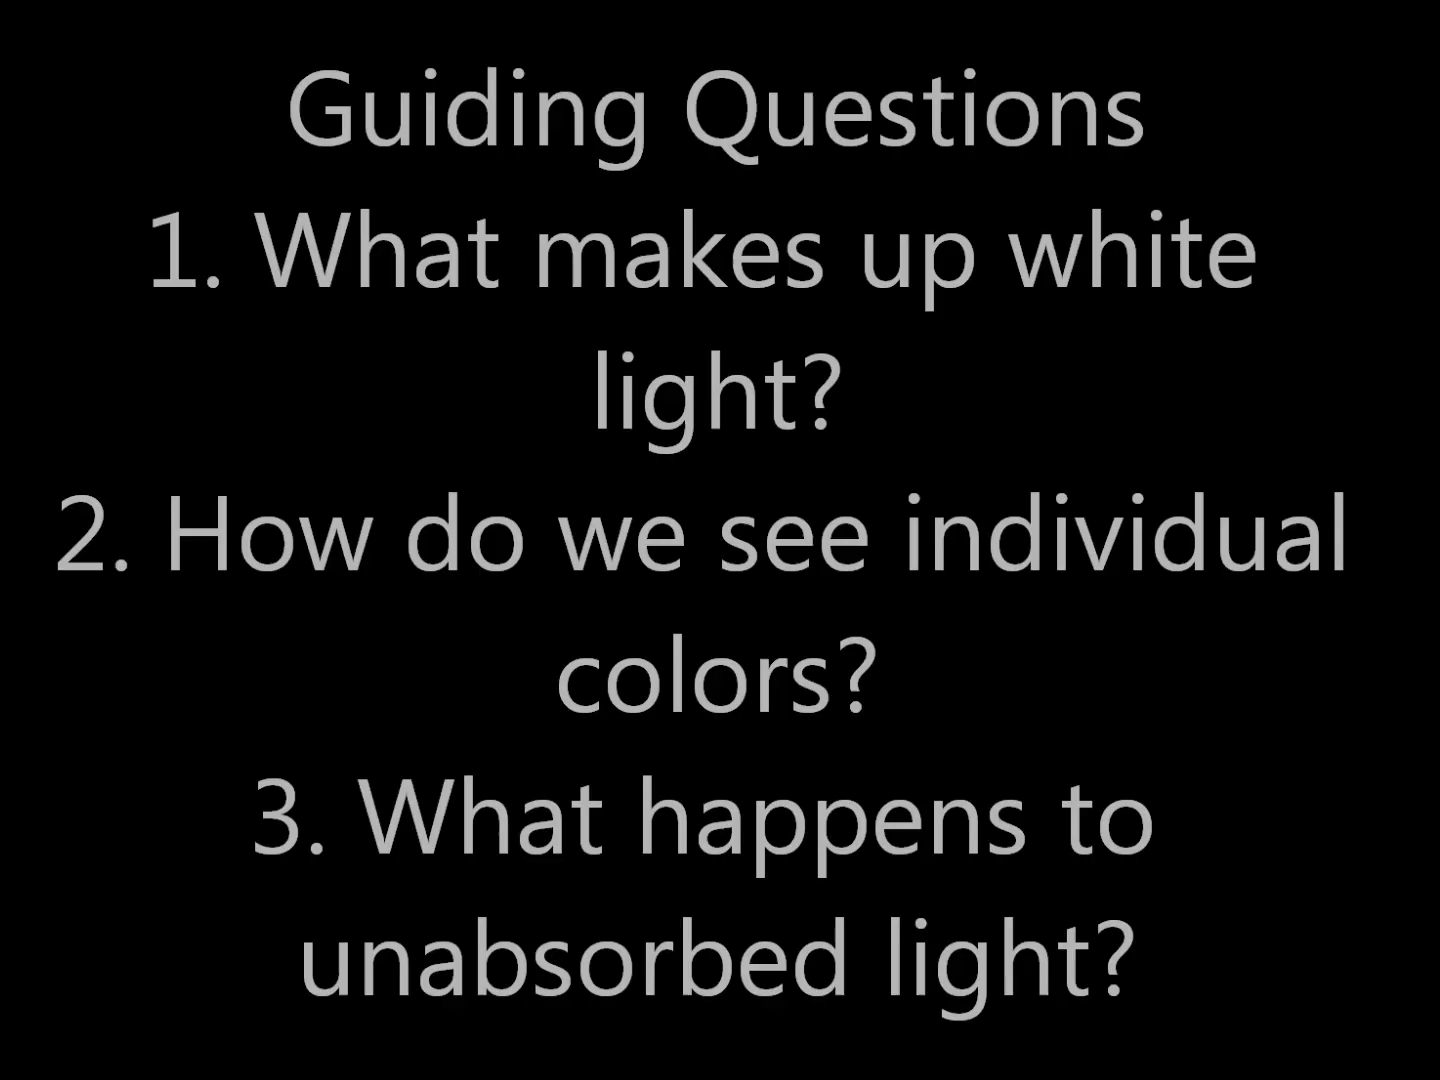 Guiding Questions
1. What makes up white
light?
2. How do we see individual
colors?
3. What happens to
unabsorbed light?